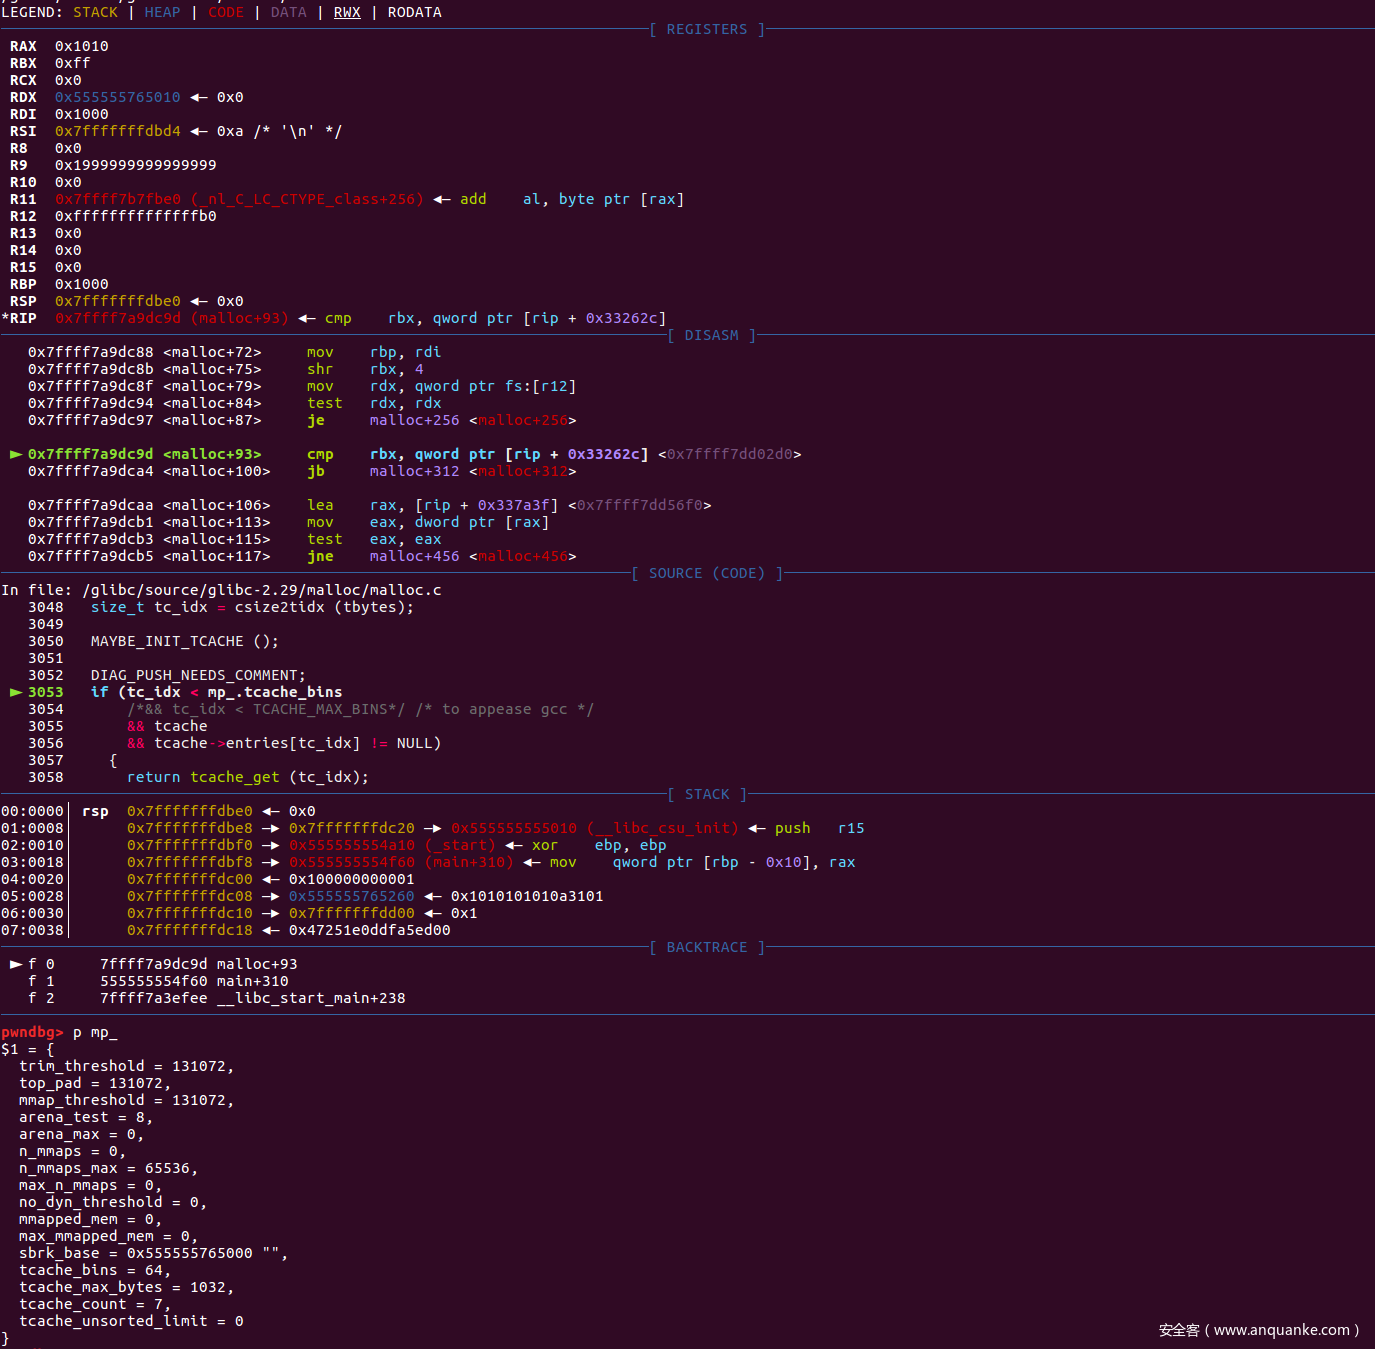 LEGEND: STACK | HEAP | CODE | DATA | RWX | RODATA
[ REGISTERS ]
RAX  0x1010
RBX  0xff
RCX  0x0
RDX  0x555555765010 ◂— 0x0
RDI  0x1000
RSI  0x7fffffffdbd4 ◂— 0xa /* '\n' */
R8   0x0
R9   0x1999999999999999
R10  0x0
R11  0x7ffff7b7fbe0 (_nl_C_LC_CTYPE_class+256) ◂— add    al, byte ptr [rax]
R12  0xffffffffffffffb0
R13  0x0
R14  0x0
R15  0x0
RBP  0x1000
RSP  0x7fffffffdbe0 ◂— 0x0
*RIP  0x7ffff7a9dc9d (malloc+93) ◂— cmp    rbx, qword ptr [rip + 0x33262c]
[ DISASM ]
0x7ffff7a9dc88 <malloc+72>     mov    rbp, rdi
0x7ffff7a9dc8b <malloc+75>     shr    rbx, 4
0x7ffff7a9dc8f <malloc+79>     mov    rdx, qword ptr fs:[r12]
0x7ffff7a9dc94 <malloc+84>     test   rdx, rdx
0x7ffff7a9dc97 <malloc+87>     je     malloc+256 <malloc+256>
► 0x7ffff7a9dc9d <malloc+93>     cmp    rbx, qword ptr [rip + 0x33262c] <0x7ffff7dd02d0>
0x7ffff7a9dca4 <malloc+100>    jb     malloc+312 <malloc+312>
0x7ffff7a9dcaa <malloc+106>    lea    rax, [rip + 0x337a3f] <0x7ffff7dd56f0>
0x7ffff7a9dcb1 <malloc+113>    mov    eax, dword ptr [rax]
0x7ffff7a9dcb3 <malloc+115>    test   eax, eax
0x7ffff7a9dcb5 <malloc+117>    jne    malloc+456 <malloc+456>
[ SOURCE (CODE) ]
In file: /glibc/source/glibc-2.29/malloc/malloc.c
3048   size_t tc_idx = csize2tidx (tbytes);
3049
3050   MAYBE_INIT_TCACHE ();
3051
3052   DIAG_PUSH_NEEDS_COMMENT;
► 3053   if (tc_idx < mp_.tcache_bins
3054       /*&& tc_idx < TCACHE_MAX_BINS*/ /* to appease gcc */
3055       && tcache
3056       && tcache->entries[tc_idx] != NULL)
3057     {
3058       return tcache_get (tc_idx);
[ STACK ]
00:0000│ rsp  0x7fffffffdbe0 ◂— 0x0
01:0008│      0x7fffffffdbe8 —▸ 0x7fffffffdc20 —▸ 0x555555555010 (__libc_csu_init) ◂— push   r15
02:0010│      0x7fffffffdbf0 —▸ 0x555555554a10 (_start) ◂— xor    ebp, ebp
03:0018│      0x7fffffffdbf8 —▸ 0x555555554f60 (main+310) ◂— mov    qword ptr [rbp - 0x10], rax
04:0020│      0x7fffffffdc00 ◂— 0x100000000001
05:0028│      0x7fffffffdc08 —▸ 0x555555765260 ◂— 0x1010101010a3101
06:0030│      0x7fffffffdc10 —▸ 0x7fffffffdd00 ◂— 0x1
07:0038│      0x7fffffffdc18 ◂— 0x47251e0ddfa5ed00
[ BACKTRACE ]
► f 0     7ffff7a9dc9d malloc+93
f 1     555555554f60 main+310
f 2     7ffff7a3efee __libc_start_main+238
pwndbg> p mp_
$1 = {
trim_threshold = 131072,
top_pad = 131072,
mmap_threshold = 131072,
arena_test = 8,
arena_max = 0,
n_mmaps = 0,
n_mmaps_max = 65536,
max_n_mmaps = 0,
no_dyn_threshold = 0,
mmapped_mem = 0,
max_mmapped_mem = 0,
sbrk_base = 0x555555765000 "",
tcache_bins = 64,
tcache_max_bytes = 1032,
tcache_count = 7,
tcache_unsorted_limit = 0
}
安全客 ( www.anquanke.com )